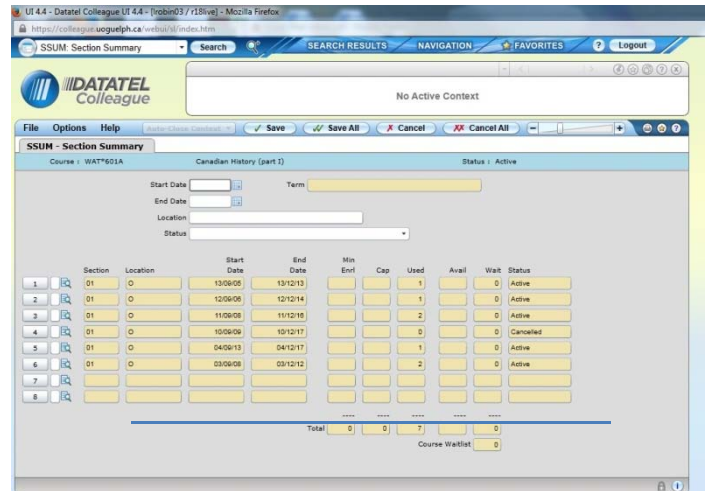 UI 4.4 - Datatel Colleague UI 4.4 - [lrobin03 / r18live] - Mozilla Firefox
https://colleague.uoguelph.ca/webui/sl/index.htm
SSUM: Section Summary Search SEARCH RESULTS NAVIGATION FAVORITES ? Logout
DATATEL
Colleague
No Active Context
File Options Help Auto-Close Context Save Save All Cancel Cancel All
SSUM - Section Summary
Course : WAT*601A Canadian History (part I) Status : Active
Start Date Term
End Date
Location
Status
Start End Min
Section Location Date Date Enrl Cap Used Avail Wait Status
1 01 O 13/09/05 13/12/13 1 0 Active
2 01 O 12/09/06 12/12/14 1 0 Active
3 01 O 11/09/08 11/12/16 2 0 Active
4 01 O 10/09/09 10/12/17 0 0 Cancelled
5 01 O 04/09/13 04/12/17 1 0 Active
6 01 O 03/09/08 03/12/12 2 0 Active
7
8
---- ---- ---- ---- ----
Total 0 0 7 0
Course Waitlist 0